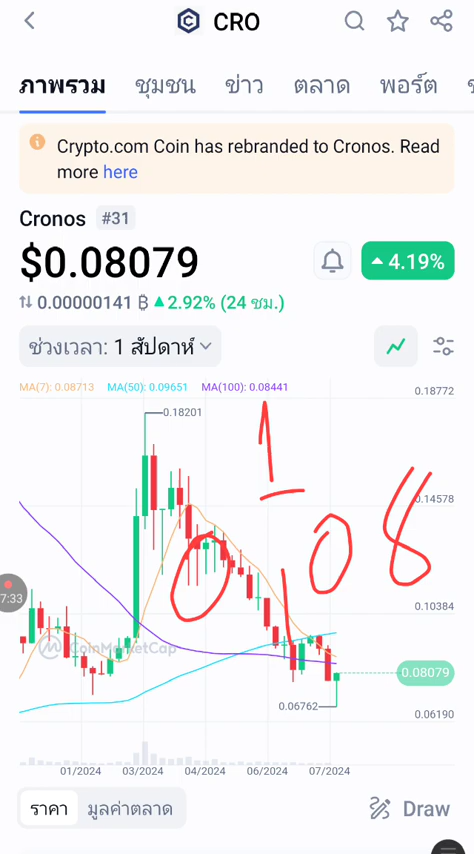 CRO
ภาพรวม ชุมชน ข่าว ตลาด พอร์ต
Crypto.com Coin has rebranded to Cronos. Read
more here
Cronos #31
$0.08079 4.19%
0.00000141 ₿ 2.92% (24 ชม.)
ช่วงเวลา: 1 สัปดาห์
MA(7): 0.08713 MA(50): 0.09651 MA(100): 0.08441
0.18772
0.18201
1
0.14578
0,08
7:33
0.10384
CoinMarketCap
0.08079
0.06762
0.06190
01/2024 03/2024 04/2024 06/2024 07/2024
ราคา มูลค่าตลาด Draw